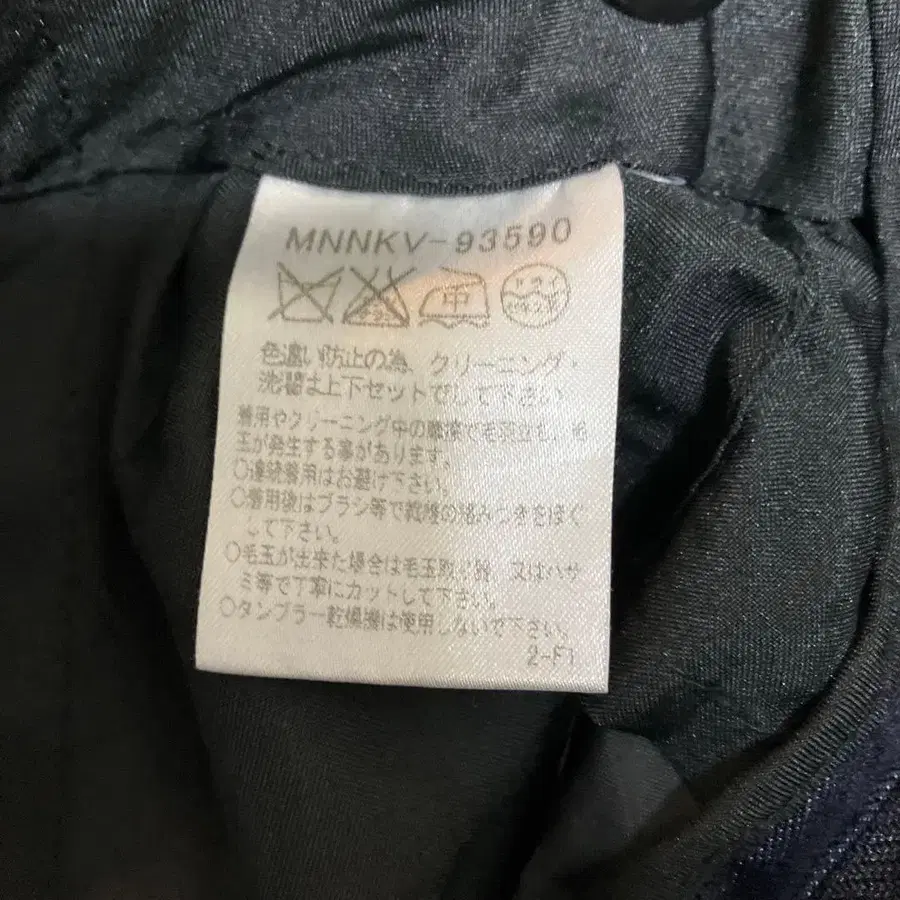 MNNKV-93590
中
ドライ
色違い防止の為、クリーニング・
洗濯は上下セットでして下さい
着用やクリーニング中の摩擦で毛羽立ち、毛
玉が発生する事があります。
○連続着用はお避け下さい。
○着用後はブラシ等で繊維の絡みつきをほぐ
して下さい。
○毛玉が出来た場合は毛玉取り器、又はハサ
ミ等で丁寧にカットして下さい。
○タンブラー乾燥機は使用しないで下さい。
2-F1